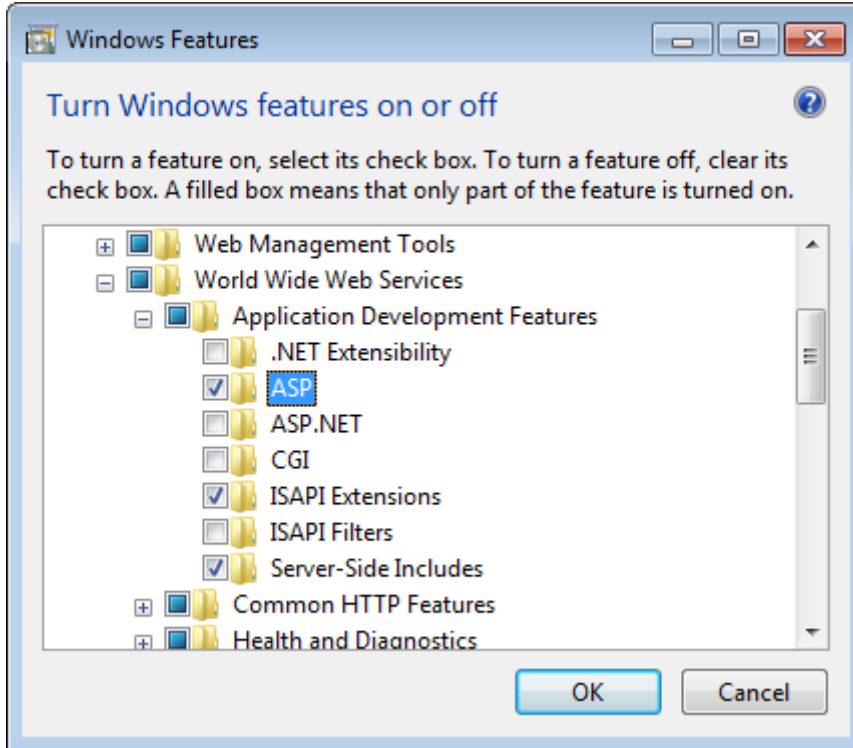 Windows Features
Turn Windows features on or off
To turn a feature on, select its check box. To turn a feature off, clear its
check box. A filled box means that only part of the feature is turned on.
Web Management Tools
World Wide Web Services
Application Development Features
.NET Extensibility
ASP
ASP.NET
CGI
ISAPI Extensions
ISAPI Filters
Server-Side Includes
Common HTTP Features
Health and Diagnostics
OK Cancel